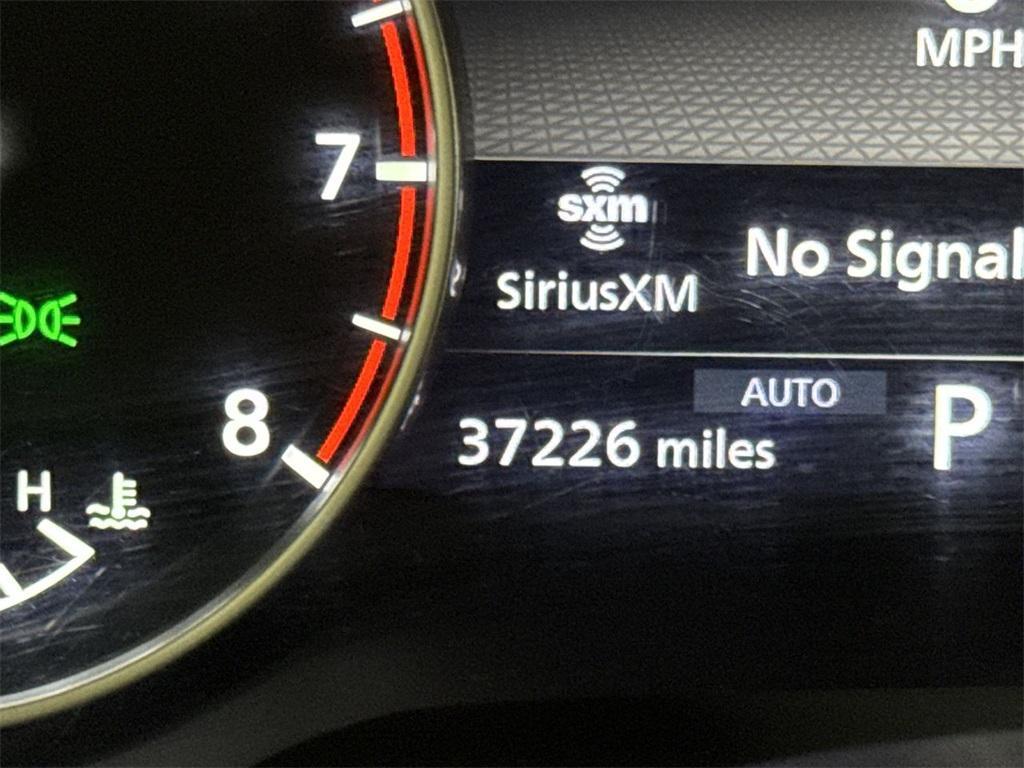 MPH
7
sxm
SiriusXM
No Signal
AUTO
8
37226 miles
P
H